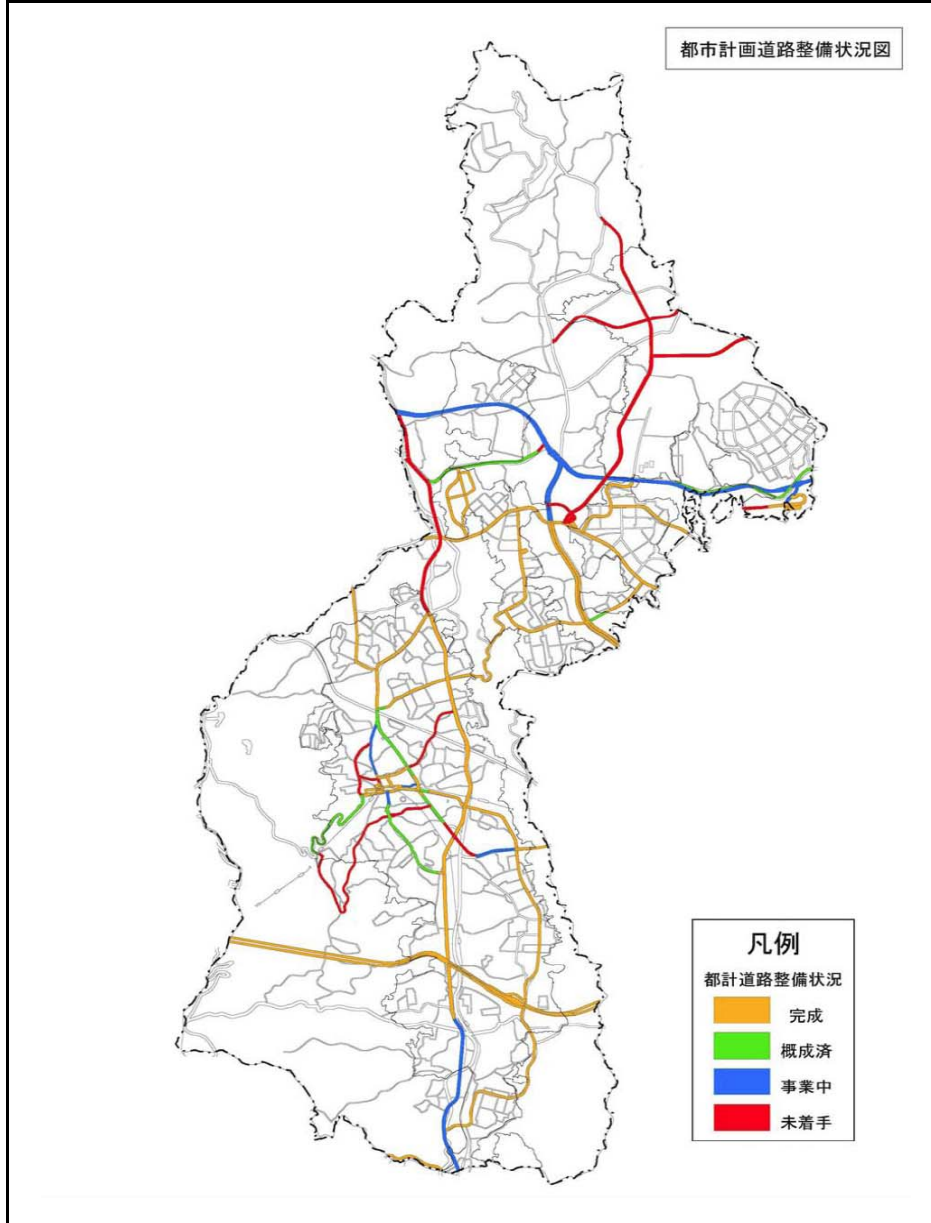 都市計画道路整備状況図
凡例
都計道路整備状況
完成
概成済
事業中
未着手